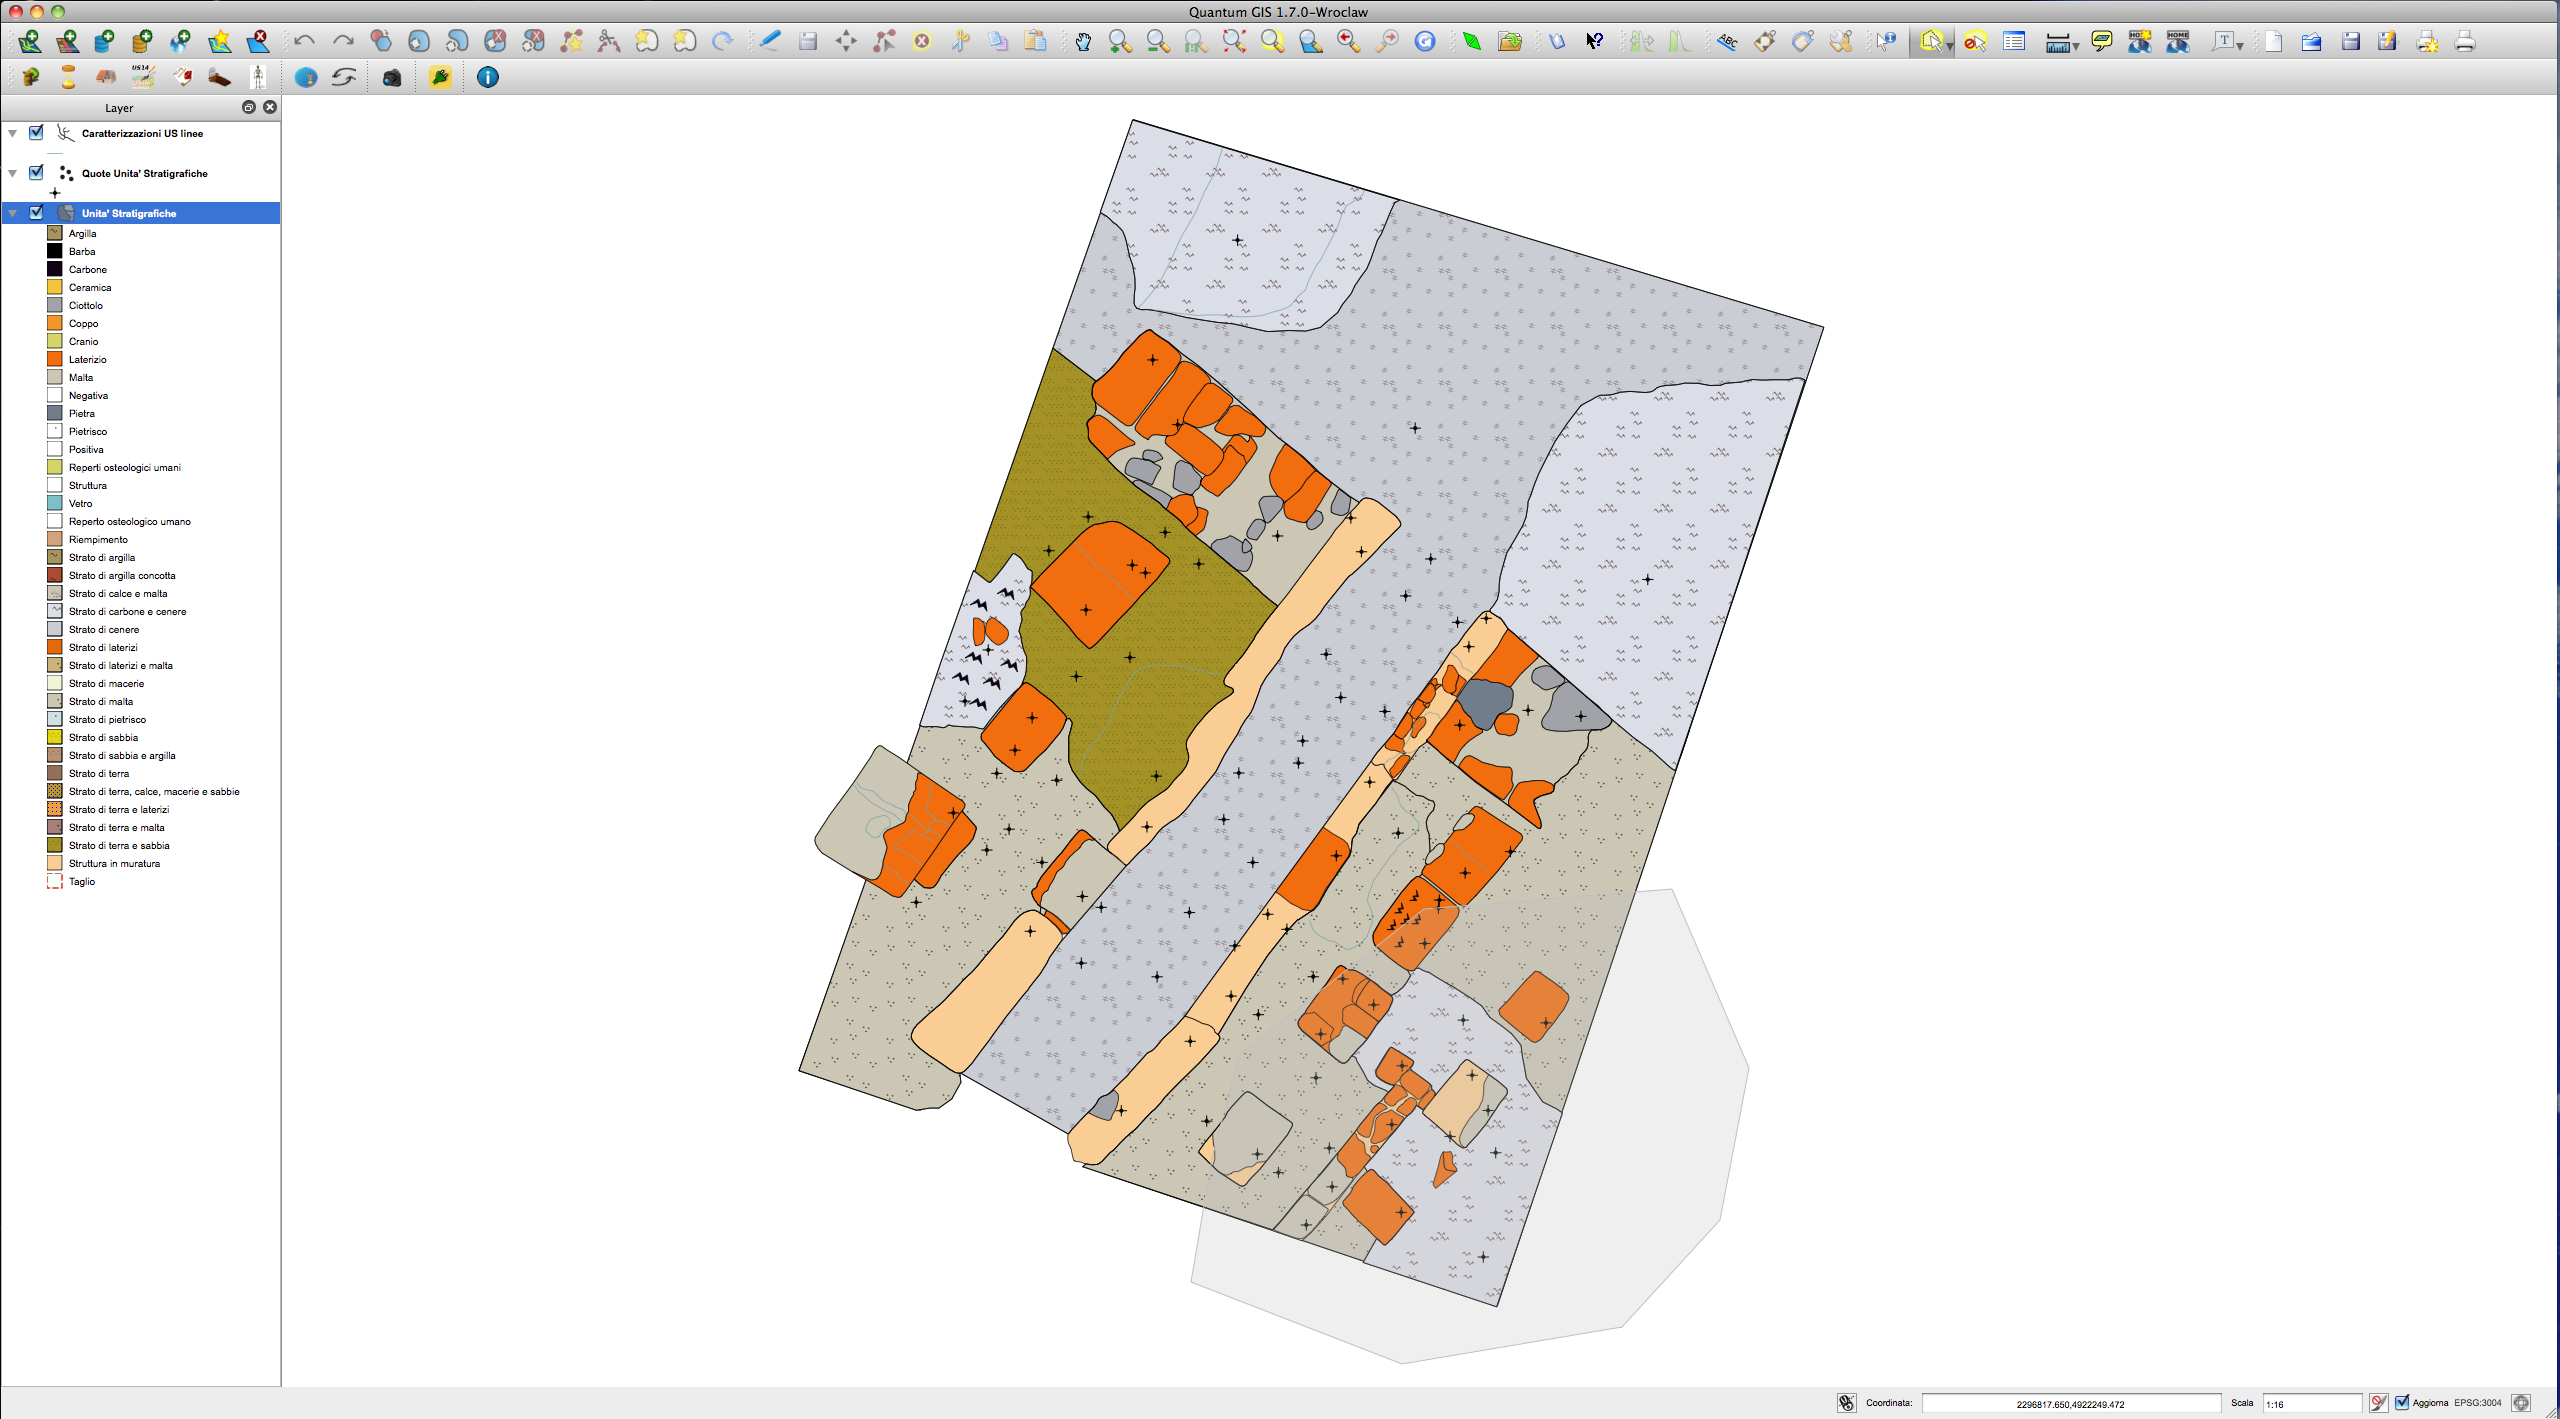 Quantum GIS 1.7.0-Wroclaw
ABC
HOME
T
US14
Layer
Caratterizzazioni US linee
Quote Unita' Stratigrafiche
Unita' Stratigrafiche
Argilla
Barba
Carbone
Ceramica
Ciottolo
Coppo
Cranio
Laterizio
Malta
Negativa
Pietra
Pietrisco
Positiva
Reperti osteologici umani
Struttura
Vetro
Reperto osteologico umano
Riempimento
Strato di argilla
Strato di argilla concotta
Strato di calce e malta
Strato di carbone e cenere
Strato di cenere
Strato di laterizi
Strato di laterizi e malta
Strato di macerie
Strato di malta
Strato di pietrisco
Strato di sabbia
Strato di sabbia e argilla
Strato di terra
Strato di terra, calce, macerie e sabbie
Strato di terra e laterizi
Strato di terra e malta
Strato di terra e sabbia
Struttura in muratura
Taglio
Coordinata: 2296817.650,4922249.472 Scala 1:16 Aggiorna EPSG:3004